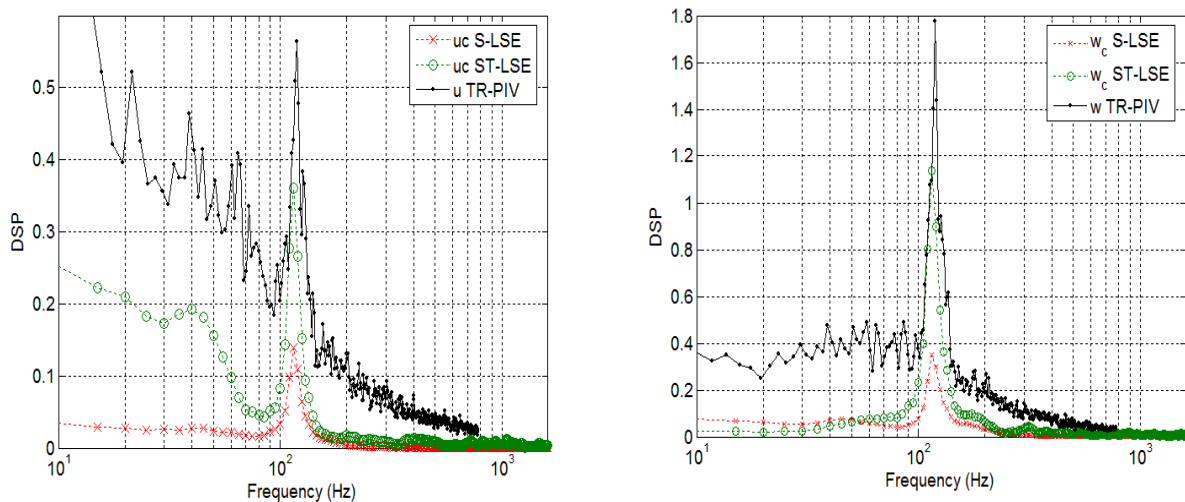 0.5
0.4
0.3
0.2
0.1
0
DSP
10^1
10^2
10^3
Frequency (Hz)
uc S-LSE
uc ST-LSE
u TR-PIV
1.8
1.6
1.4
1.2
1
0.8
0.6
0.4
0.2
0
DSP
10^1
10^2
10^3
Frequency (Hz)
w_c S-LSE
w_c ST-LSE
w TR-PIV